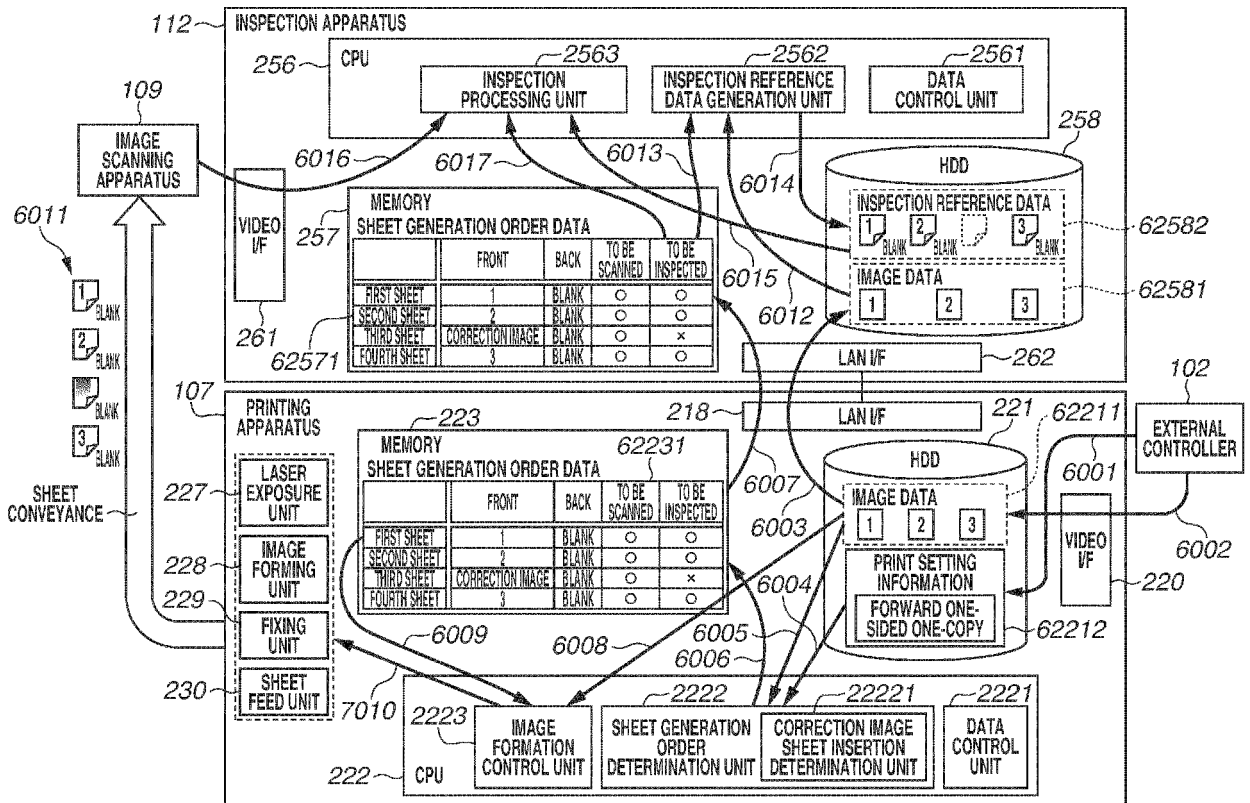 112
INSPECTION APPARATUS
256
CPU
2563
INSPECTION
PROCESSING UNIT
2562
INSPECTION REFERENCE
DATA GENERATION UNIT
2561
DATA
CONTROL UNIT
109
IMAGE
SCANNING
APPARATUS
6016
6017
6013
6014
258
HDD
INSPECTION REFERENCE DATA
1
BLANK
2
BLANK
3
BLANK
62582
IMAGE DATA
1
2
3
62581
6015
6012
VIDEO
I/F
261
257
MEMORY
SHEET GENERATION ORDER DATA
FRONT
BACK
TO BE
SCANNED
TO BE
INSPECTED
FIRST SHEET 1 BLANK ○ ○
SECOND SHEET 2 BLANK ○ ○
THIRD SHEET CORRECTION IMAGE BLANK ○ ×
FOURTH SHEET 3 BLANK ○ ○
62571
6011
1
BLANK
2
BLANK
BLANK
3
BLANK
SHEET
CONVEYANCE
LAN I/F
262
107
PRINTING
APPARATUS
218
LAN I/F
223
MEMORY
62231
SHEET GENERATION ORDER DATA
FRONT
BACK
TO BE
SCANNED
TO BE
INSPECTED
FIRST SHEET 1 BLANK ○ ○
SECOND SHEET 2 BLANK ○ ○
THIRD SHEET CORRECTION IMAGE BLANK ○ ×
FOURTH SHEET 3 BLANK ○ ○
6007
6003
221
HDD
62211
IMAGE DATA
1
2
3
PRINT SETTING
INFORMATION
FORWARD ONE-
SIDED ONE-COPY
62212
102
EXTERNAL
CONTROLLER
6001
6002
VIDEO
I/F
220
227
LASER
EXPOSURE
UNIT
228
IMAGE
FORMING
UNIT
229
FIXING
UNIT
230
SHEET
FEED UNIT
6009
7010
6008
6005
6006
6004
222
CPU
2223
IMAGE
FORMATION
CONTROL UNIT
2222
SHEET GENERATION
ORDER
DETERMINATION UNIT
22221
CORRECTION IMAGE
SHEET INSERTION
DETERMINATION UNIT
2221
DATA
CONTROL
UNIT